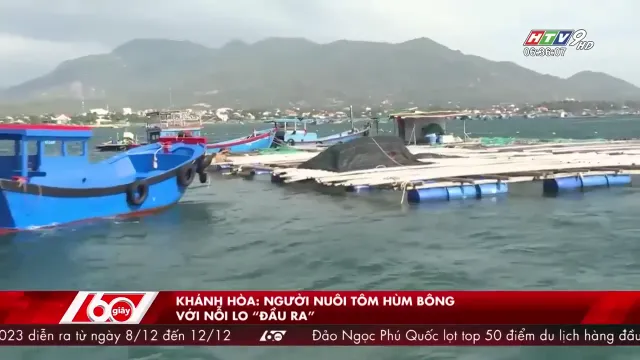 HTV9 HD
06:36:07
60 giây
KHÁNH HÒA: NGƯỜI NUÔI TÔM HÙM BÔNG
VỚI NỖI LO “ĐẦU RA”
023 diễn ra từ ngày 8/12 đến 12/12 Đảo Ngọc Phú Quốc lọt top 50 điểm du lịch hàng đầu